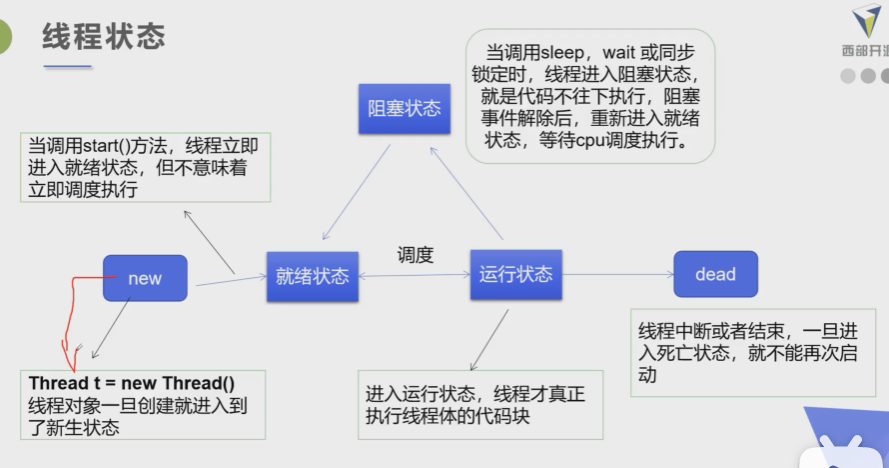 线程状态
西部开源
当调用sleep，wait 或同步
锁定时，线程进入阻塞状态，
就是代码不往下执行，阻塞
事件解除后，重新进入就绪
状态，等待cpu调度执行。
阻塞状态
当调用start()方法，线程立即
进入就绪状态，但不意味着
立即调度执行
new
就绪状态
调度
运行状态
dead
Thread t = new Thread()
线程对象一旦创建就进入到
了新生状态
进入运行状态，线程才真正
执行线程体的代码块
线程中断或者结束，一旦进
入死亡状态，就不能再次启
动